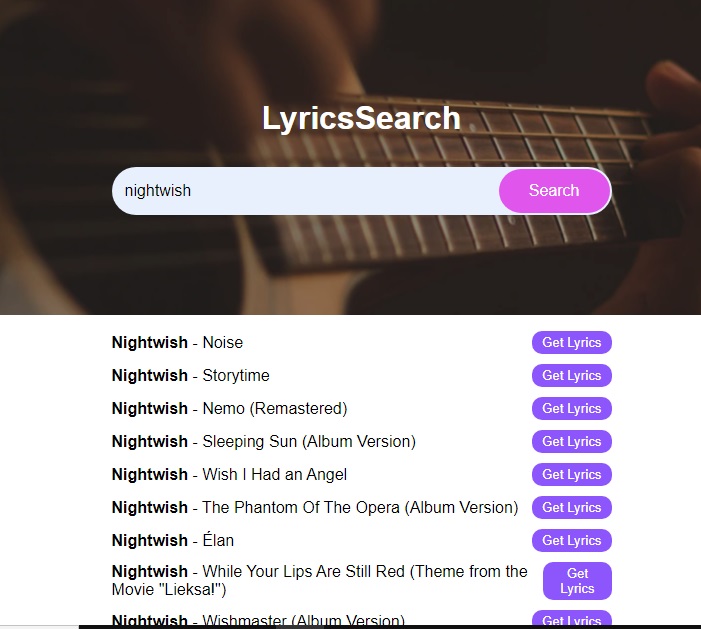 LyricsSearch
nightwish Search
Nightwish - Noise Get Lyrics
Nightwish - Storytime Get Lyrics
Nightwish - Nemo (Remastered) Get Lyrics
Nightwish - Sleeping Sun (Album Version) Get Lyrics
Nightwish - Wish I Had an Angel Get Lyrics
Nightwish - The Phantom Of The Opera (Album Version) Get Lyrics
Nightwish - Élan Get Lyrics
Nightwish - While Your Lips Are Still Red (Theme from the
Movie "Lieksa!")
Get
Lyrics
Nightwish - Wishmaster (Album Version) Get Lyrics